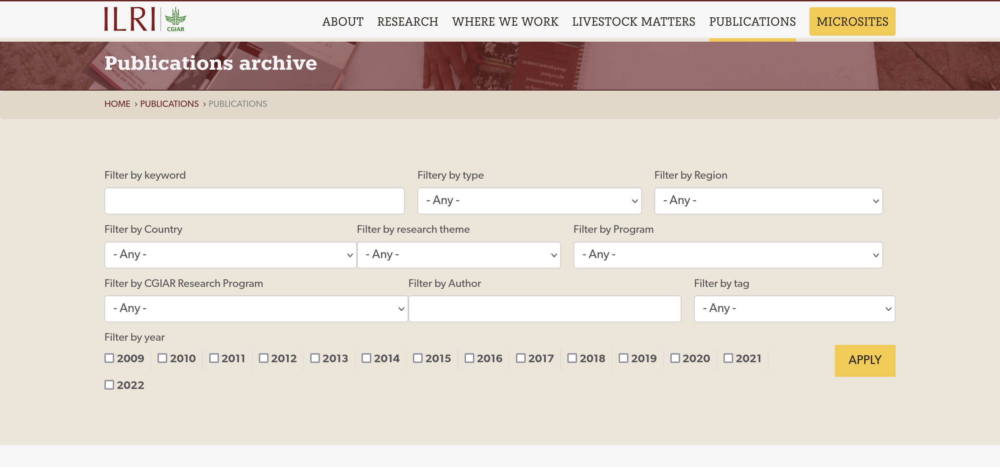 ILRI CGIAR ABOUT RESEARCH WHERE WE WORK LIVESTOCK MATTERS PUBLICATIONS MICROSITES
Publications archive
HOME > PUBLICATIONS > PUBLICATIONS
Filter by keyword Filtery by type Filter by Region
- Any - - Any -
Filter by Country Filter by research theme Filter by Program
- Any - - Any - - Any -
Filter by CGIAR Research Program Filter by Author Filter by tag
- Any - - Any -
Filter by year
2009 2010 2011 2012 2013 2014 2015 2016 2017 2018 2019 2020 2021
2022
APPLY